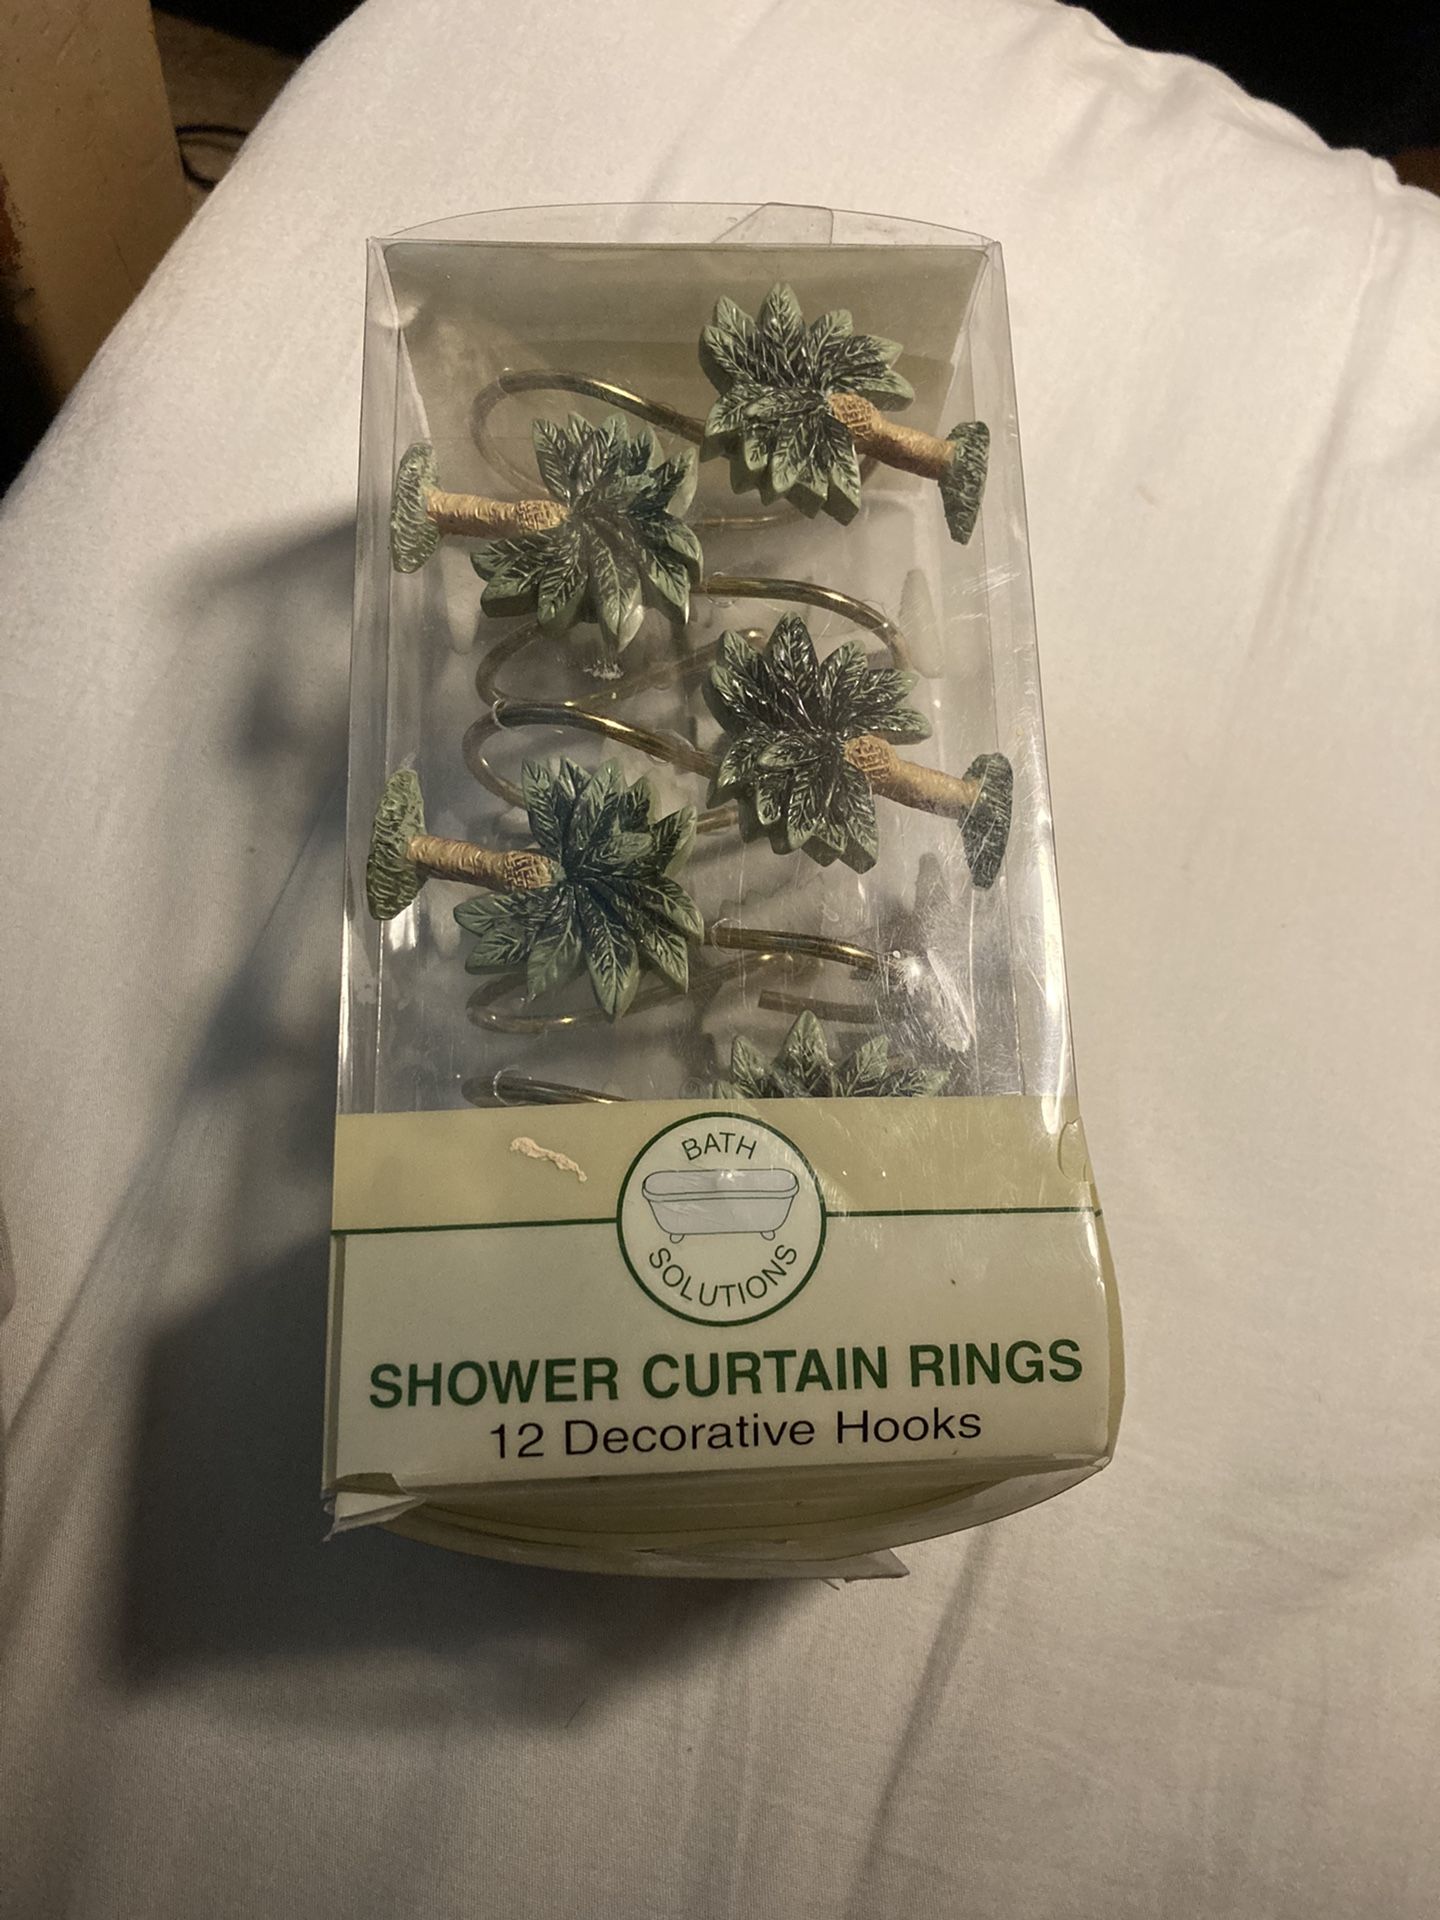 BATH
SOLUTIONS
SHOWER CURTAIN RINGS
12 Decorative Hooks